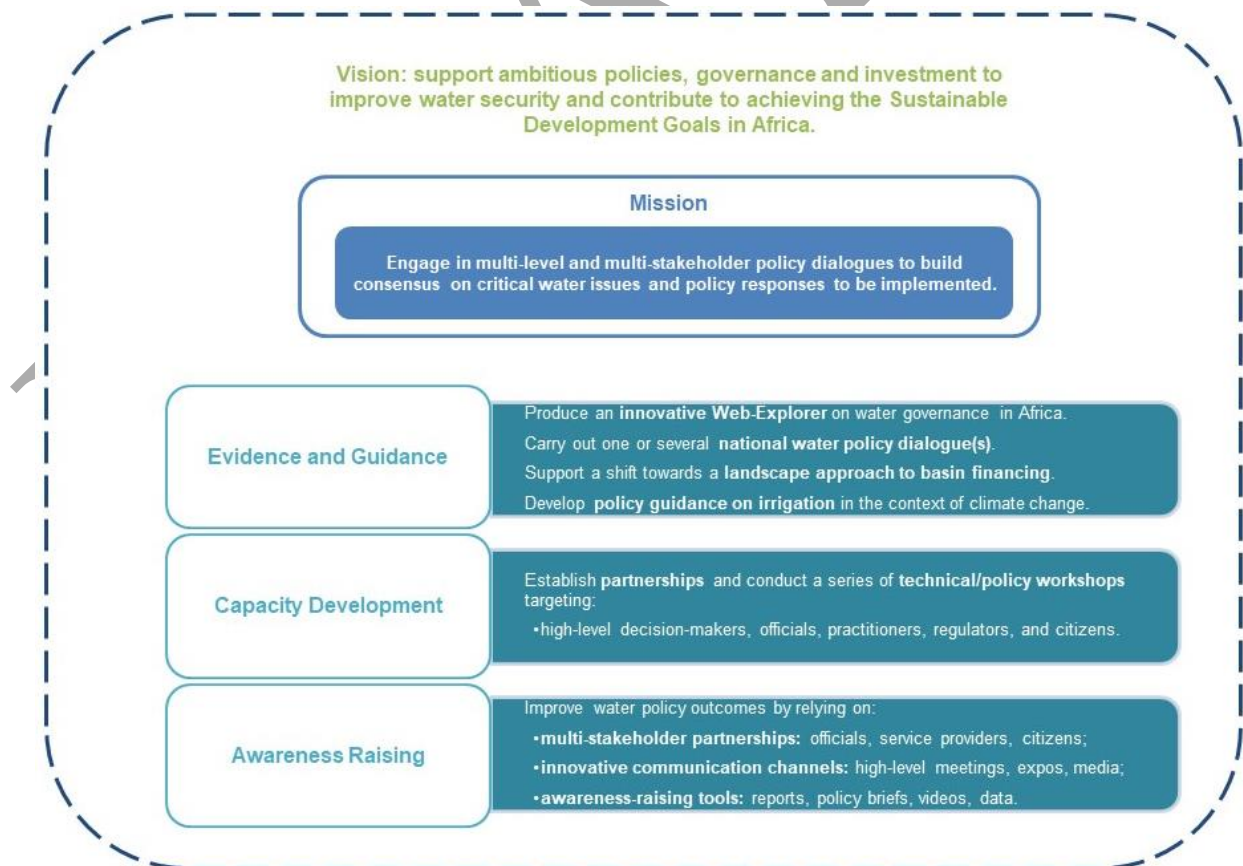 Vision: support ambitious policies, governance and investment to
improve water security and contribute to achieving the Sustainable
Development Goals in Africa.
Mission
Engage in multi-level and multi-stakeholder policy dialogues to build
consensus on critical water issues and policy responses to be implemented.
Evidence and Guidance
Produce an innovative Web-Explorer on water governance in Africa.
Carry out one or several national water policy dialogue(s).
Support a shift towards a landscape approach to basin financing.
Develop policy guidance on irrigation in the context of climate change.
Capacity Development
Establish partnerships and conduct a series of technical/policy workshops
targeting:
•high-level decision-makers, officials, practitioners, regulators, and citizens.
Awareness Raising
Improve water policy outcomes by relying on:
•multi-stakeholder partnerships: officials, service providers, citizens;
•innovative communication channels: high-level meetings, expos, media;
•awareness-raising tools: reports, policy briefs, videos, data.